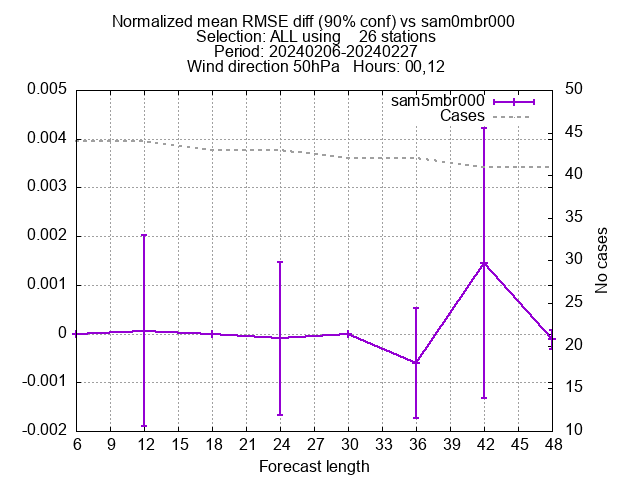 Normalized mean RMSE diff (90% conf) vs sam0mbr000
Selection: ALL using    26 stations
Period: 20240206-20240227
Wind direction 50hPa   Hours: 00,12
sam5mbr000
Cases
0.005
0.004
0.003
0.002
0.001
0
-0.001
-0.002
50
45
40
35
30
25
20
15
10
No cases
6 9 12 15 18 21 24 27 30 33 36 39 42 45 48
Forecast length